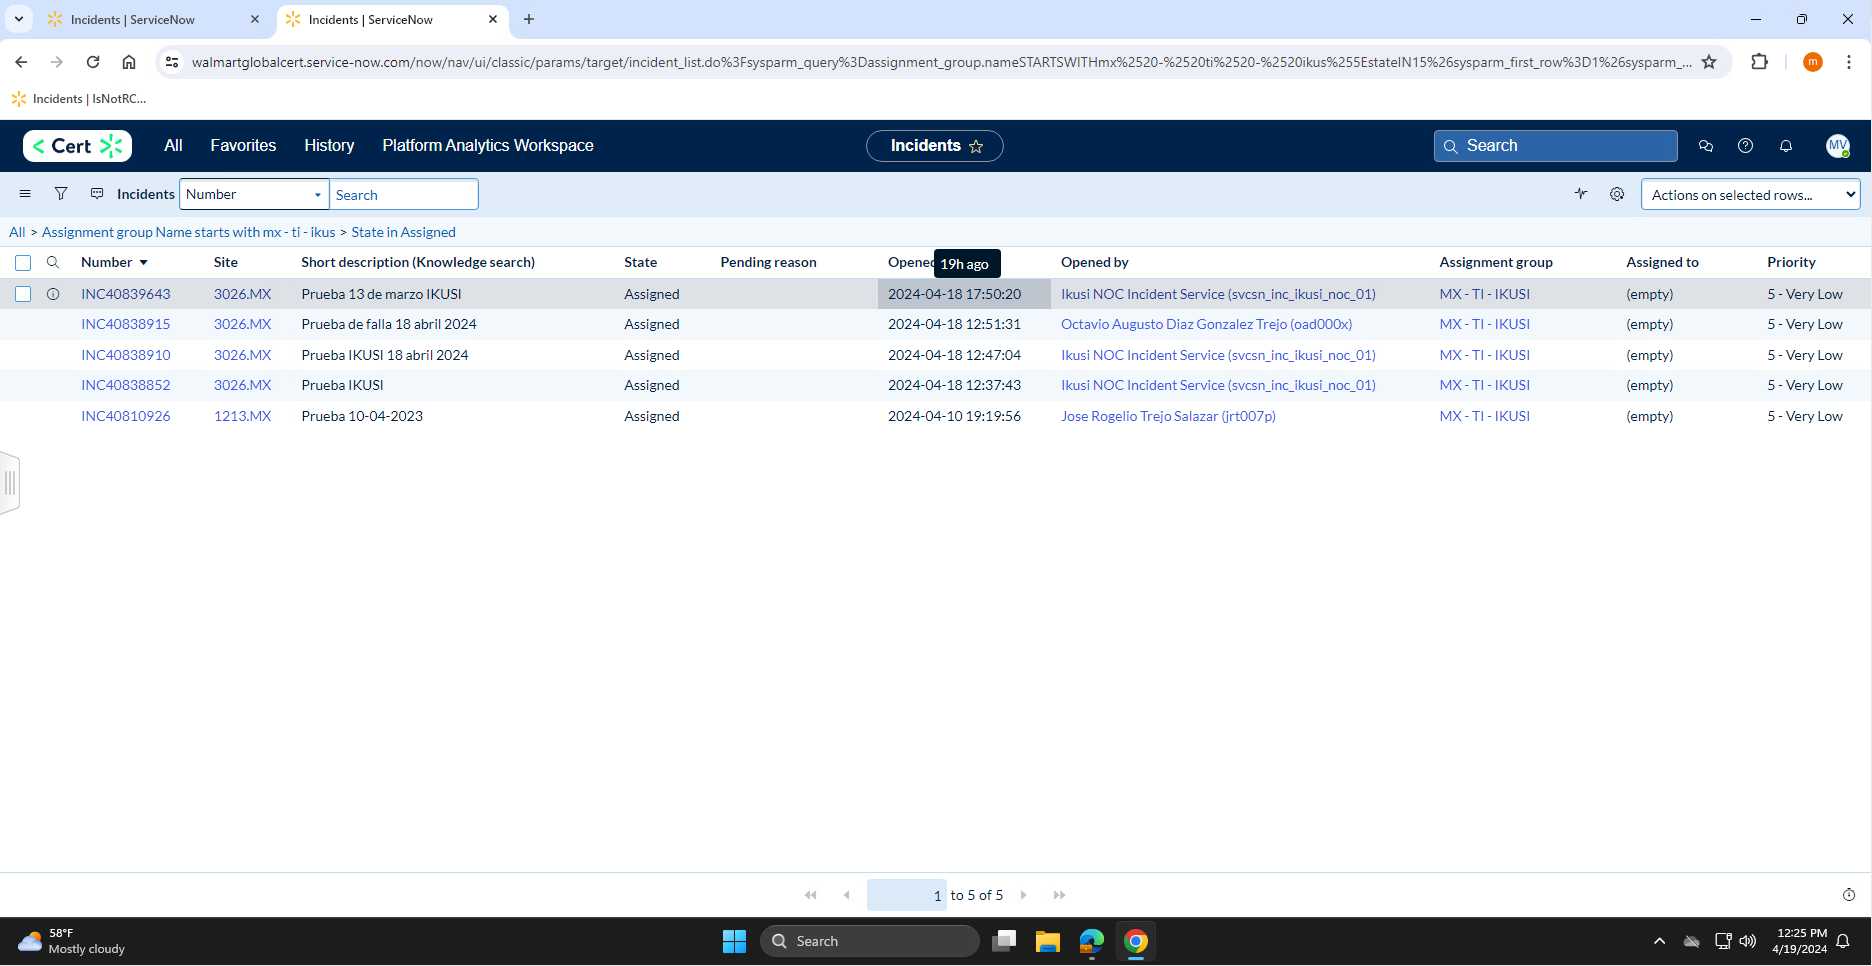 Incidents | ServiceNow
Incidents | ServiceNow
walmartglobalcert.service-now.com/now/nav/ui/classic/params/target/incident_list.do%3Fsysparm_query%3Dassignment_group.nameSTARTSWITHmx%2520-%2520ti%2520-%2520ikus%255EstateIN15%26sysparm_first_row%3D1%26sysparm_...
m
Incidents | IsNotRC...
< Cert All Favorites History Platform Analytics Workspace Incidents Search MV
Incidents Number Search Actions on selected rows...
All > Assignment group Name starts with mx - ti - ikus > State in Assigned
Number Site Short description (Knowledge search) State Pending reason Opened 19h ago Opened by Assignment group Assigned to Priority
INC40839643 3026.MX Prueba 13 de marzo IKUSI Assigned 2024-04-18 17:50:20 Ikusi NOC Incident Service (svcsn_inc_ikusi_noc_01) MX - TI - IKUSI (empty) 5 - Very Low
INC40838915 3026.MX Prueba de falla 18 abril 2024 Assigned 2024-04-18 12:51:31 Octavio Augusto Diaz Gonzalez Trejo (oad000x) MX - TI - IKUSI (empty) 5 - Very Low
INC40838910 3026.MX Prueba IKUSI 18 abril 2024 Assigned 2024-04-18 12:47:04 Ikusi NOC Incident Service (svcsn_inc_ikusi_noc_01) MX - TI - IKUSI (empty) 5 - Very Low
INC40838852 3026.MX Prueba IKUSI Assigned 2024-04-18 12:37:43 Ikusi NOC Incident Service (svcsn_inc_ikusi_noc_01) MX - TI - IKUSI (empty) 5 - Very Low
INC40810926 1213.MX Prueba 10-04-2023 Assigned 2024-04-10 19:19:56 Jose Rogelio Trejo Salazar (jrt007p) MX - TI - IKUSI (empty) 5 - Very Low
1 to 5 of 5
58°F
Mostly cloudy
Search
12:25 PM
4/19/2024